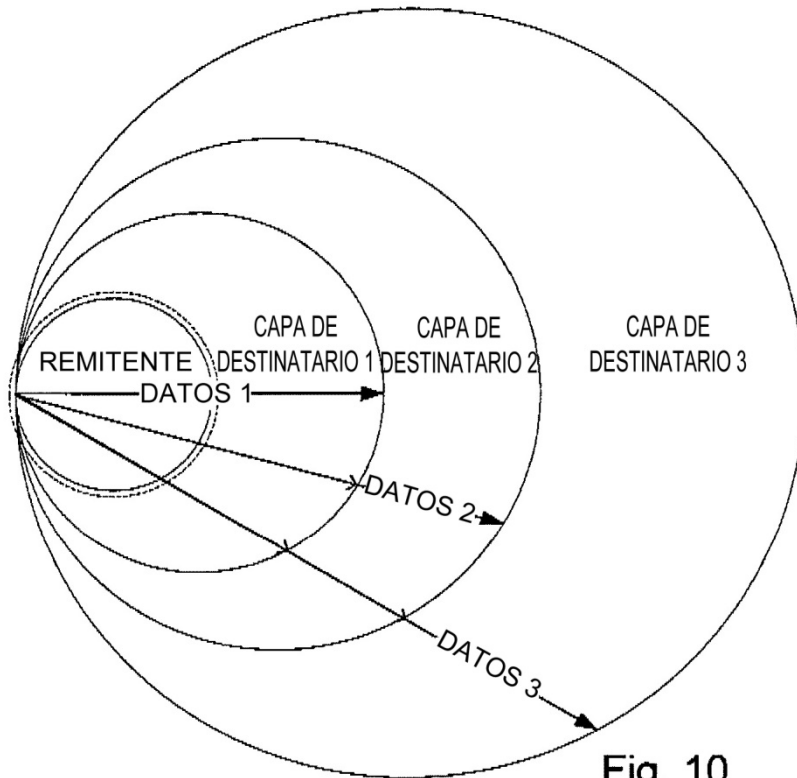 REMITENTE
CAPA DE
DESTINATARIO 1
CAPA DE
DESTINATARIO 2
CAPA DE
DESTINATARIO 3
DATOS 1
DATOS 2
DATOS 3
Fig. 10